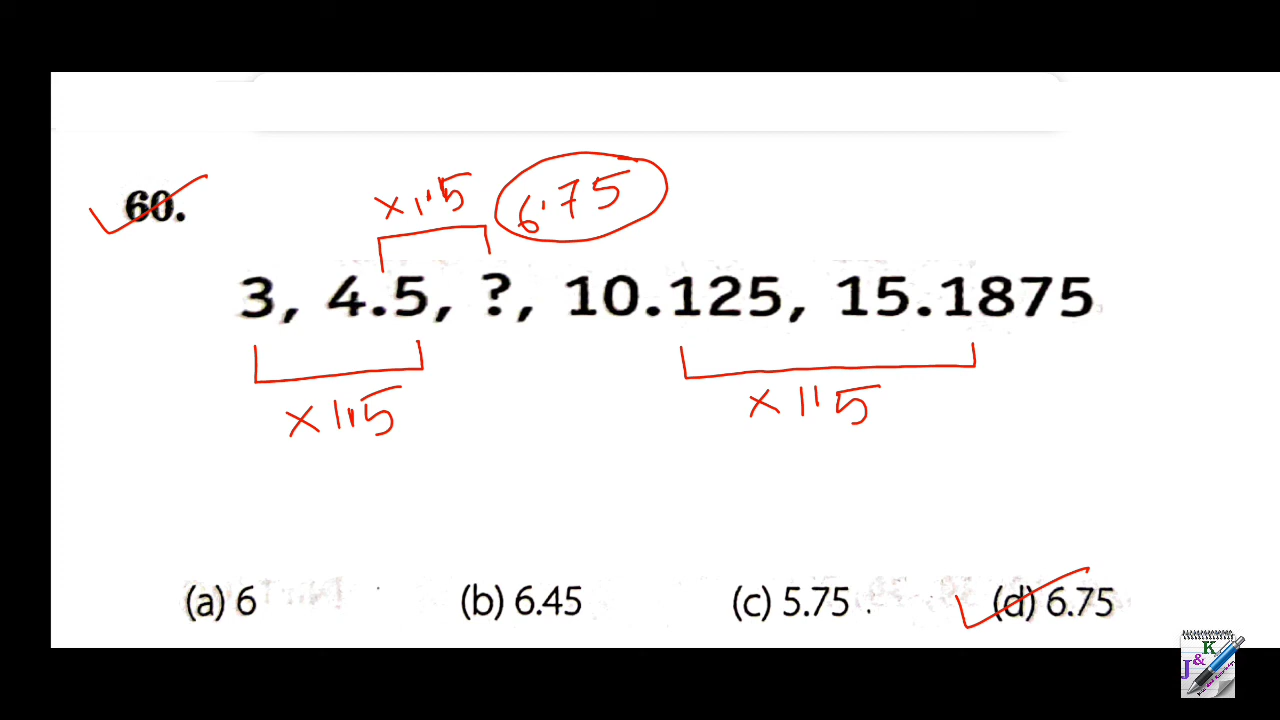 60.
×1.5 6.75
3, 4.5, ?, 10.125, 15.1875
×1.5 ×1.5
(a) 6 (b) 6.45 (c) 5.75 (d) 6.75
J&K